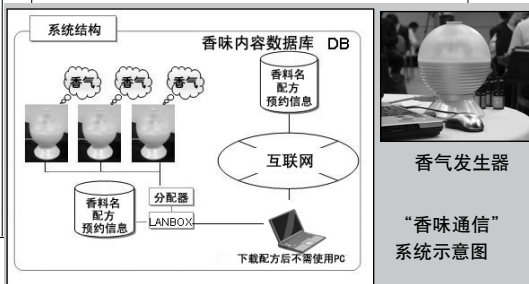 系统结构
香味内容数据库 DB
香气
香气
香气
香料名
配方
预约信息
互联网
香料名
配方
预约信息
分配器
LANBOX
下载配方后不需使用PC
香气发生器
“香味通信”
系统示意图